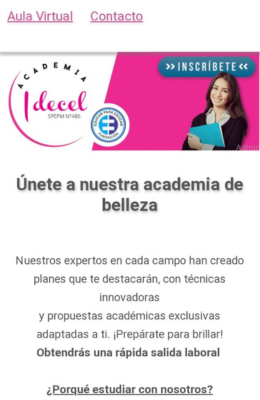 Aula Virtual Contacto
ACADEMIA
Idecel
SPEPM Nº486
>>INSCRÍBETE<<
Admin
Únete a nuestra academia de
belleza
Nuestros expertos en cada campo han creado
planes que te destacarán, con técnicas
innovadoras
y propuestas académicas exclusivas
adaptadas a ti. ¡Prepárate para brillar!
Obtendrás una rápida salida laboral
¿Porqué estudiar con nosotros?